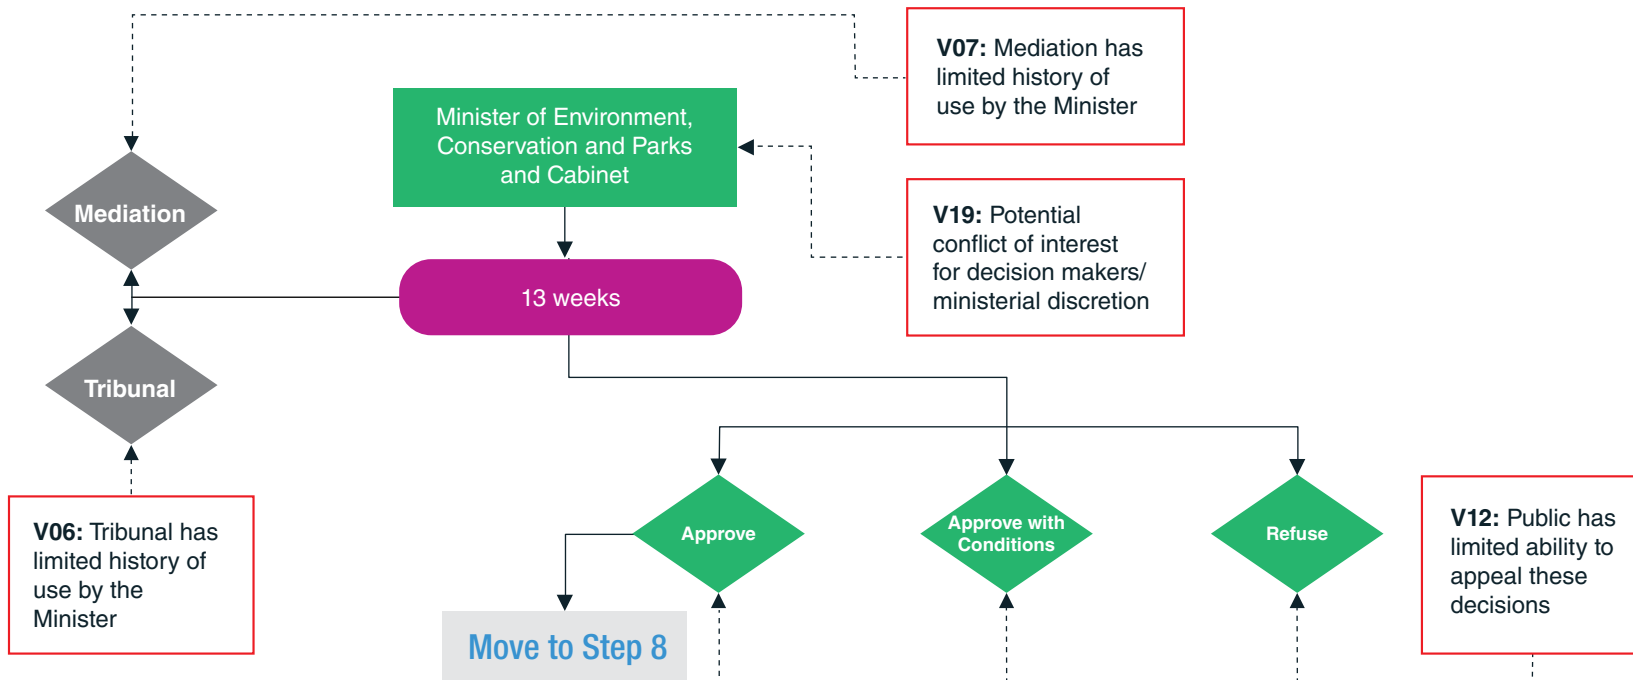 V07: Mediation has
limited history of
use by the Minister
Minister of Environment,
Conservation and Parks
and Cabinet
Mediation
V19: Potential
conflict of interest
for decision makers/
ministerial discretion
13 weeks
Tribunal
V06: Tribunal has
limited history of
use by the
Minister
Approve
Approve with
Conditions
Refuse
V12: Public has
limited ability to
appeal these
decisions
Move to Step 8